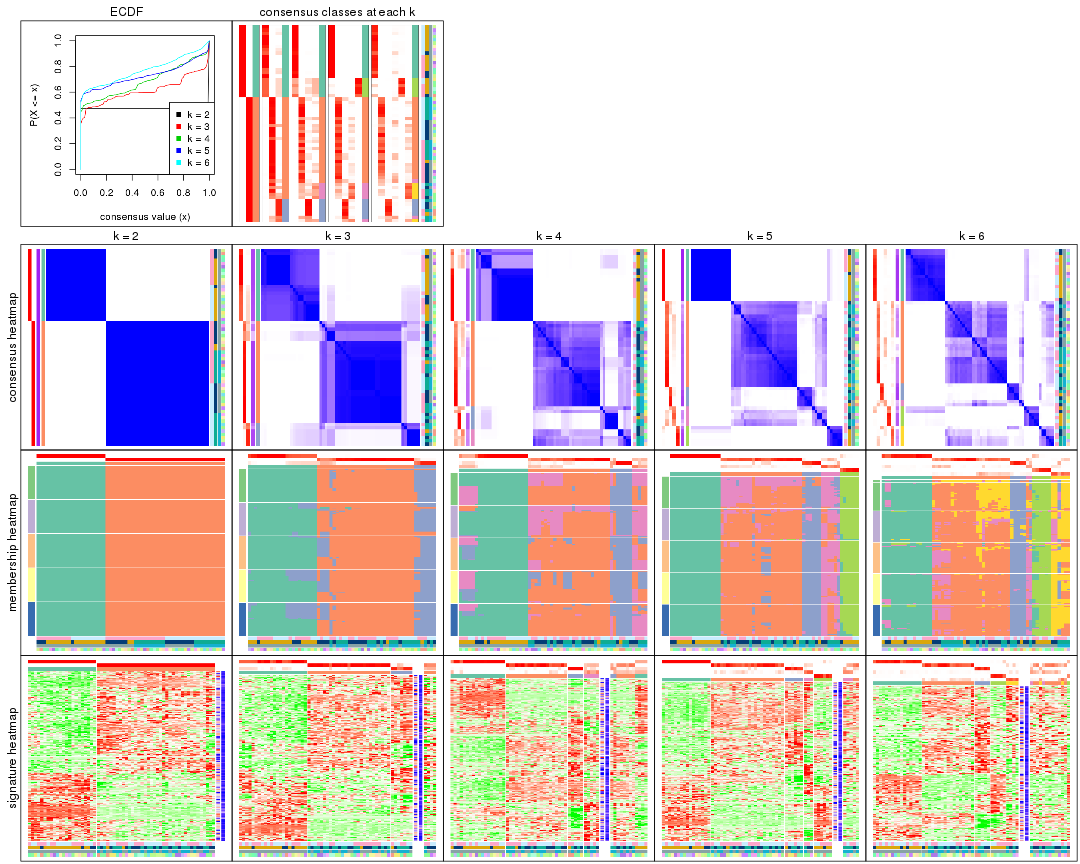 ECDF
consensus classes at each k
P(X <= x)
0.0 0.2 0.4 0.6 0.8 1.0
k = 2
k = 3
k = 4
k = 5
k = 6
0.0 0.2 0.4 0.6 0.8 1.0
consensus value (x)
k = 2
k = 3
k = 4
k = 5
k = 6
consensus heatmap
membership heatmap
signature heatmap